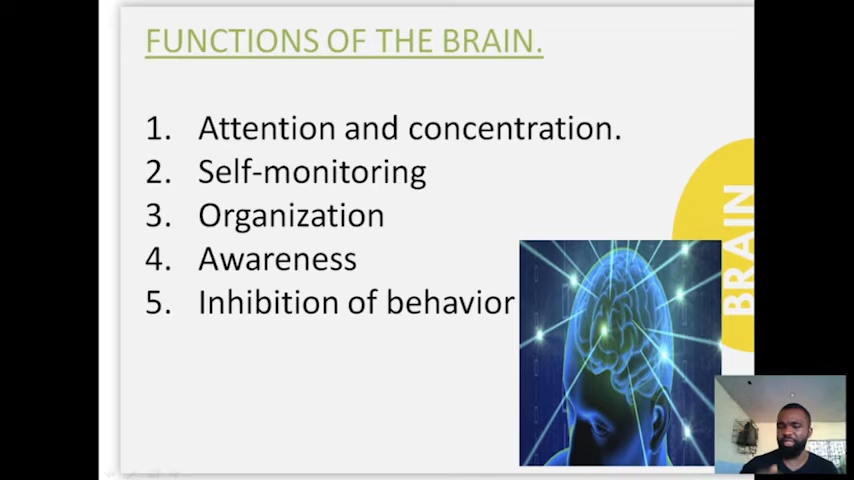 FUNCTIONS OF THE BRAIN.
1. Attention and concentration.
2. Self-monitoring
3. Organization
4. Awareness
5. Inhibition of behavior
BRAIN